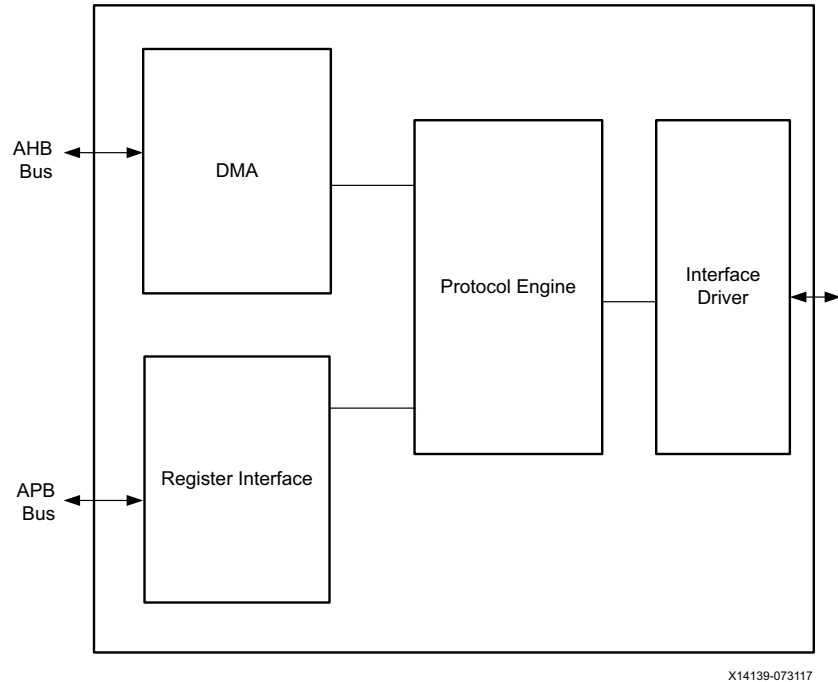 AHB
Bus
DMA
Protocol Engine
Interface
Driver
APB
Bus
Register Interface
X14139-073117